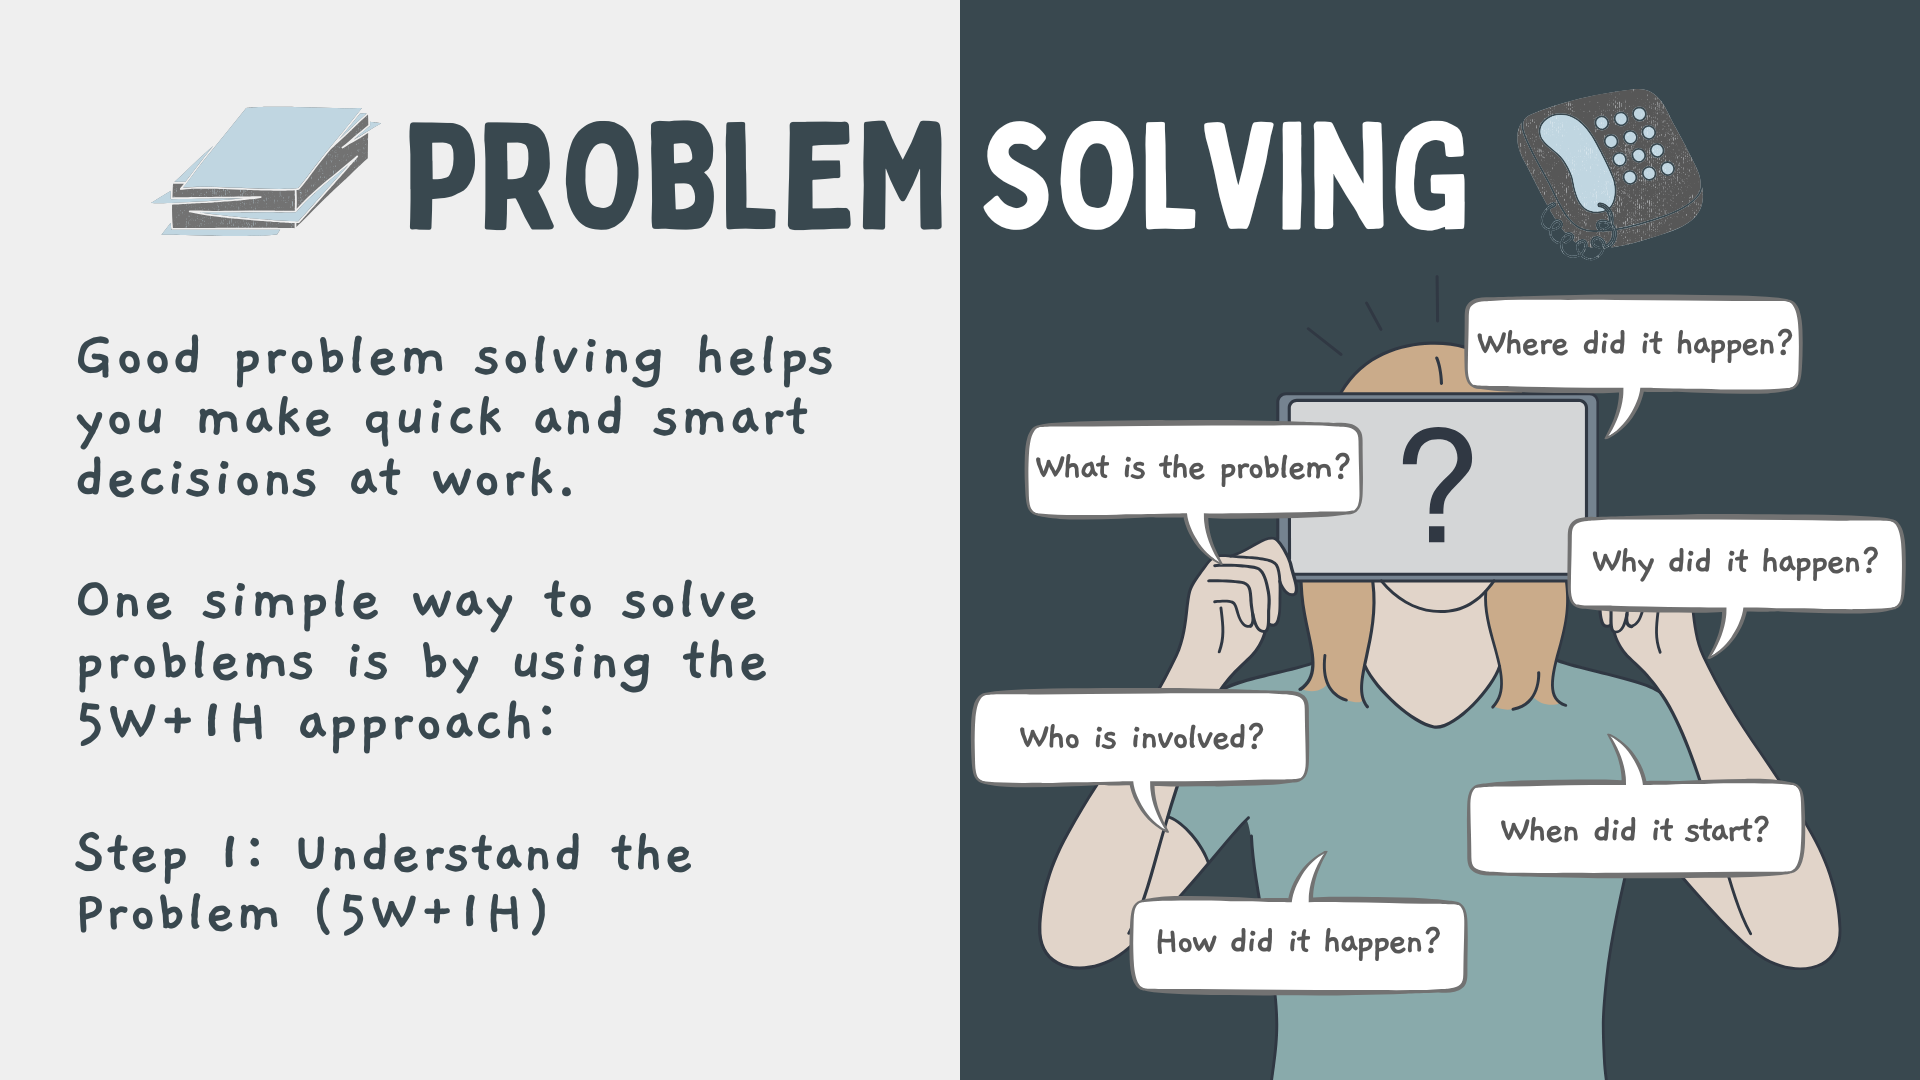 PROBLEM SOLVING
Good problem solving helps
you make quick and smart
decisions at work.
One simple way to solve
problems is by using the
5W+1H approach:
Step 1: Understand the
Problem (5W+1H)
Where did it happen?
What is the problem?
?
Why did it happen?
Who is involved?
When did it start?
How did it happen?